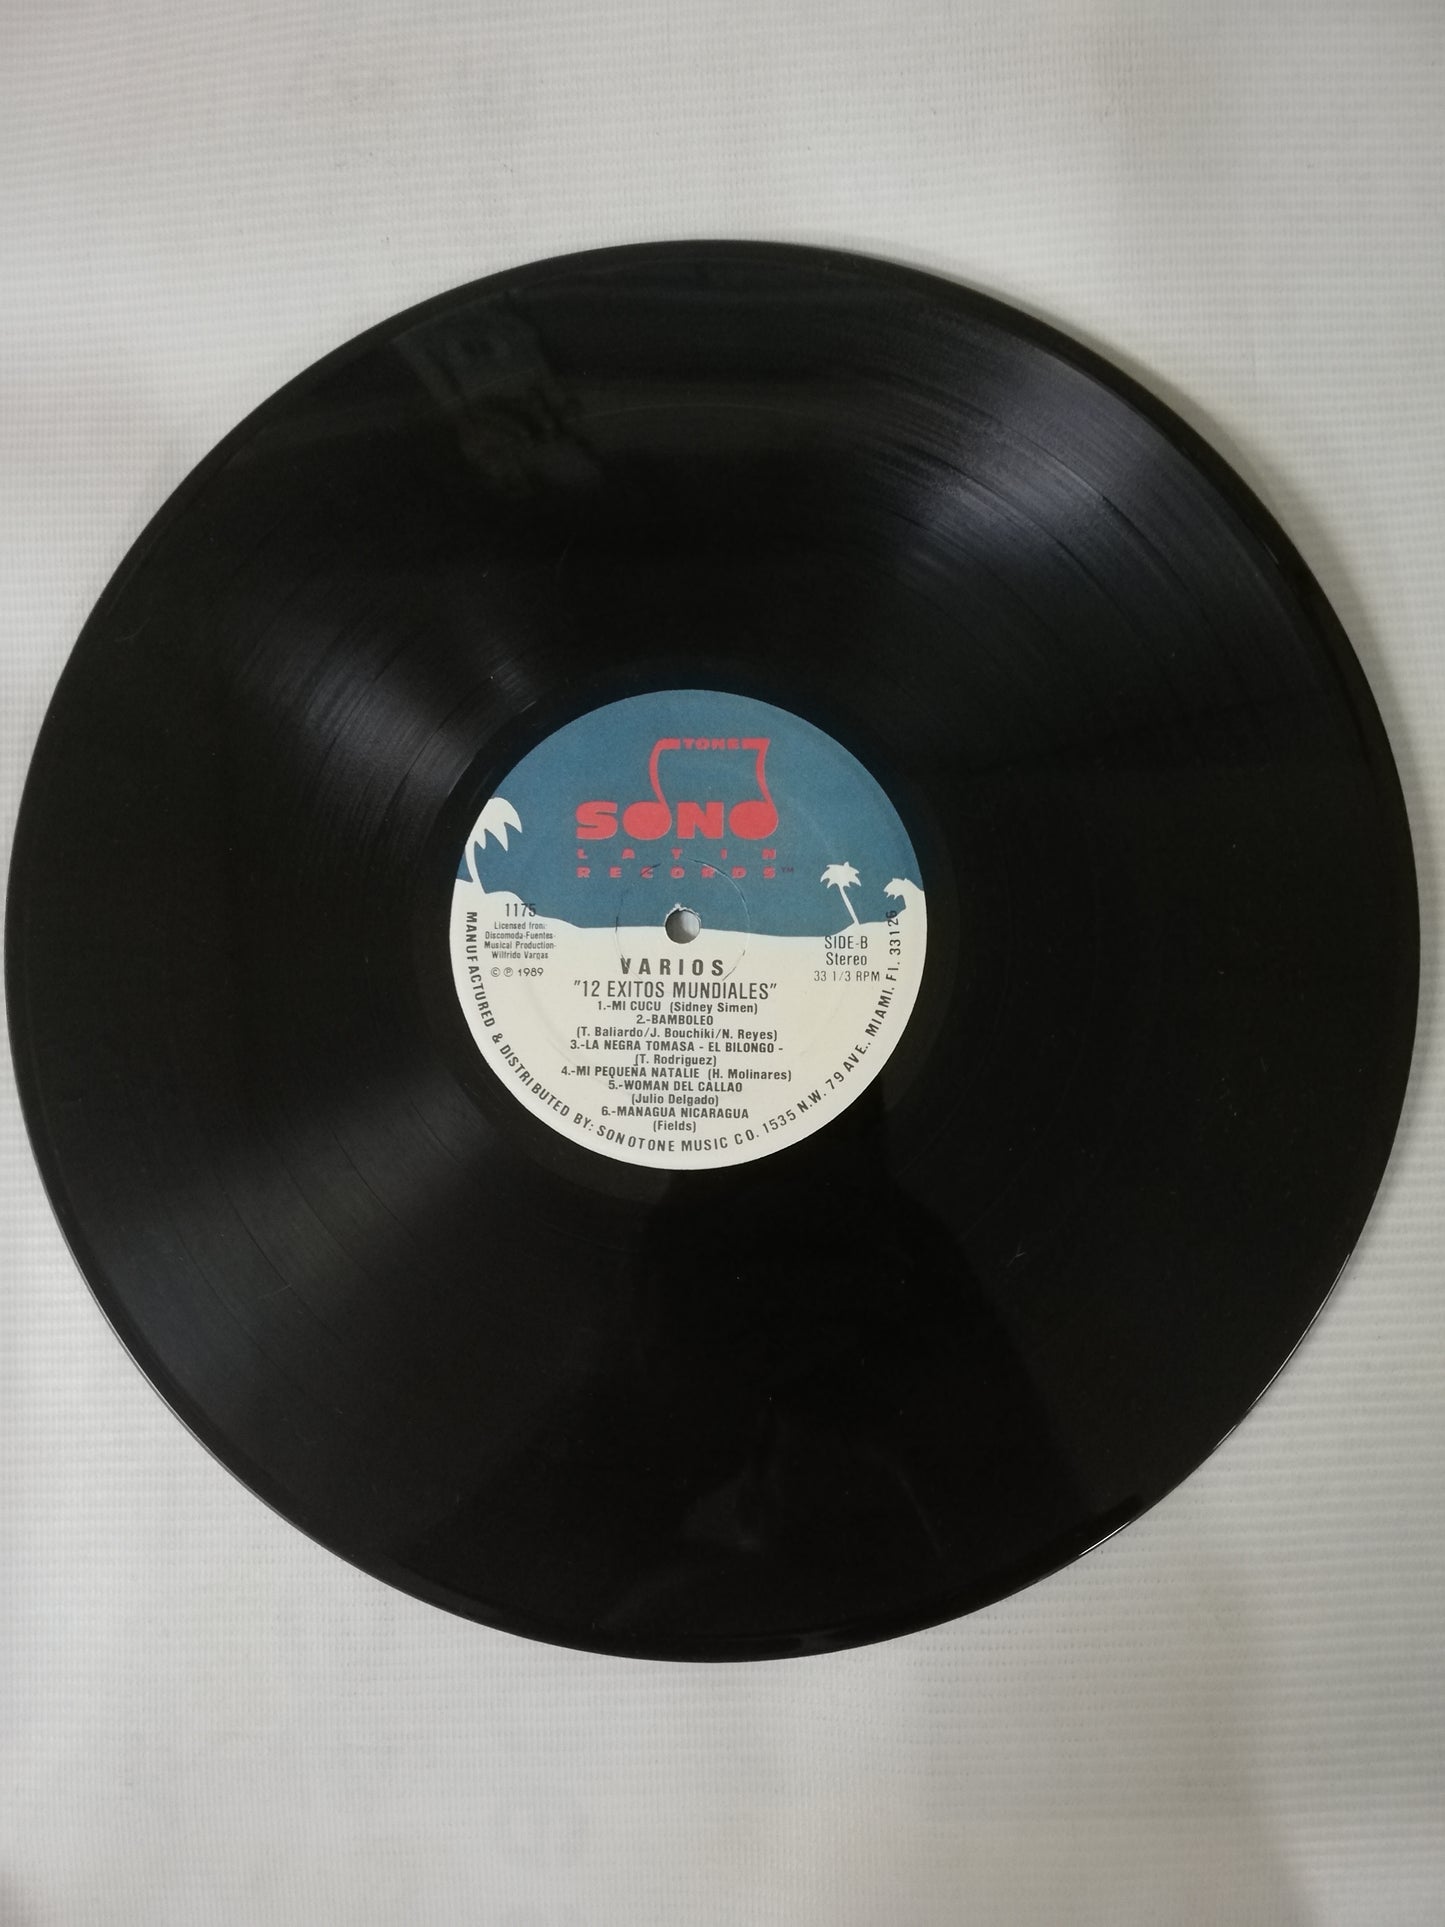 TONE
SONO
LATIN
RECORDS™
1175
Licensed from:
Discomoda-Fuentes-
Musical Production-
Wilfrido Vargas
© ℗ 1989
SIDE-B
Stereo
33 1/3 RPM
VARIOS
"12 EXITOS MUNDIALES"
1.-MI CUCU (Sidney Simen)
2.-BAMBOLEO
(T. Baliardo/J. Bouchiki/N. Reyes)
3.-LA NEGRA TOMASA - EL BILONGO -
(T. Rodriguez)
4.-MI PEQUEÑA NATALIE (H. Molinares)
5.-WOMAN DEL CALLAO
(Julio Delgado)
6.-MANAGUA NICARAGUA
(Fields)
MANUFACTURED & DISTRIBUTED BY: SONOTONE MUSIC CO. 1535 N.W. 79 AVE., MIAMI. FI. 33126